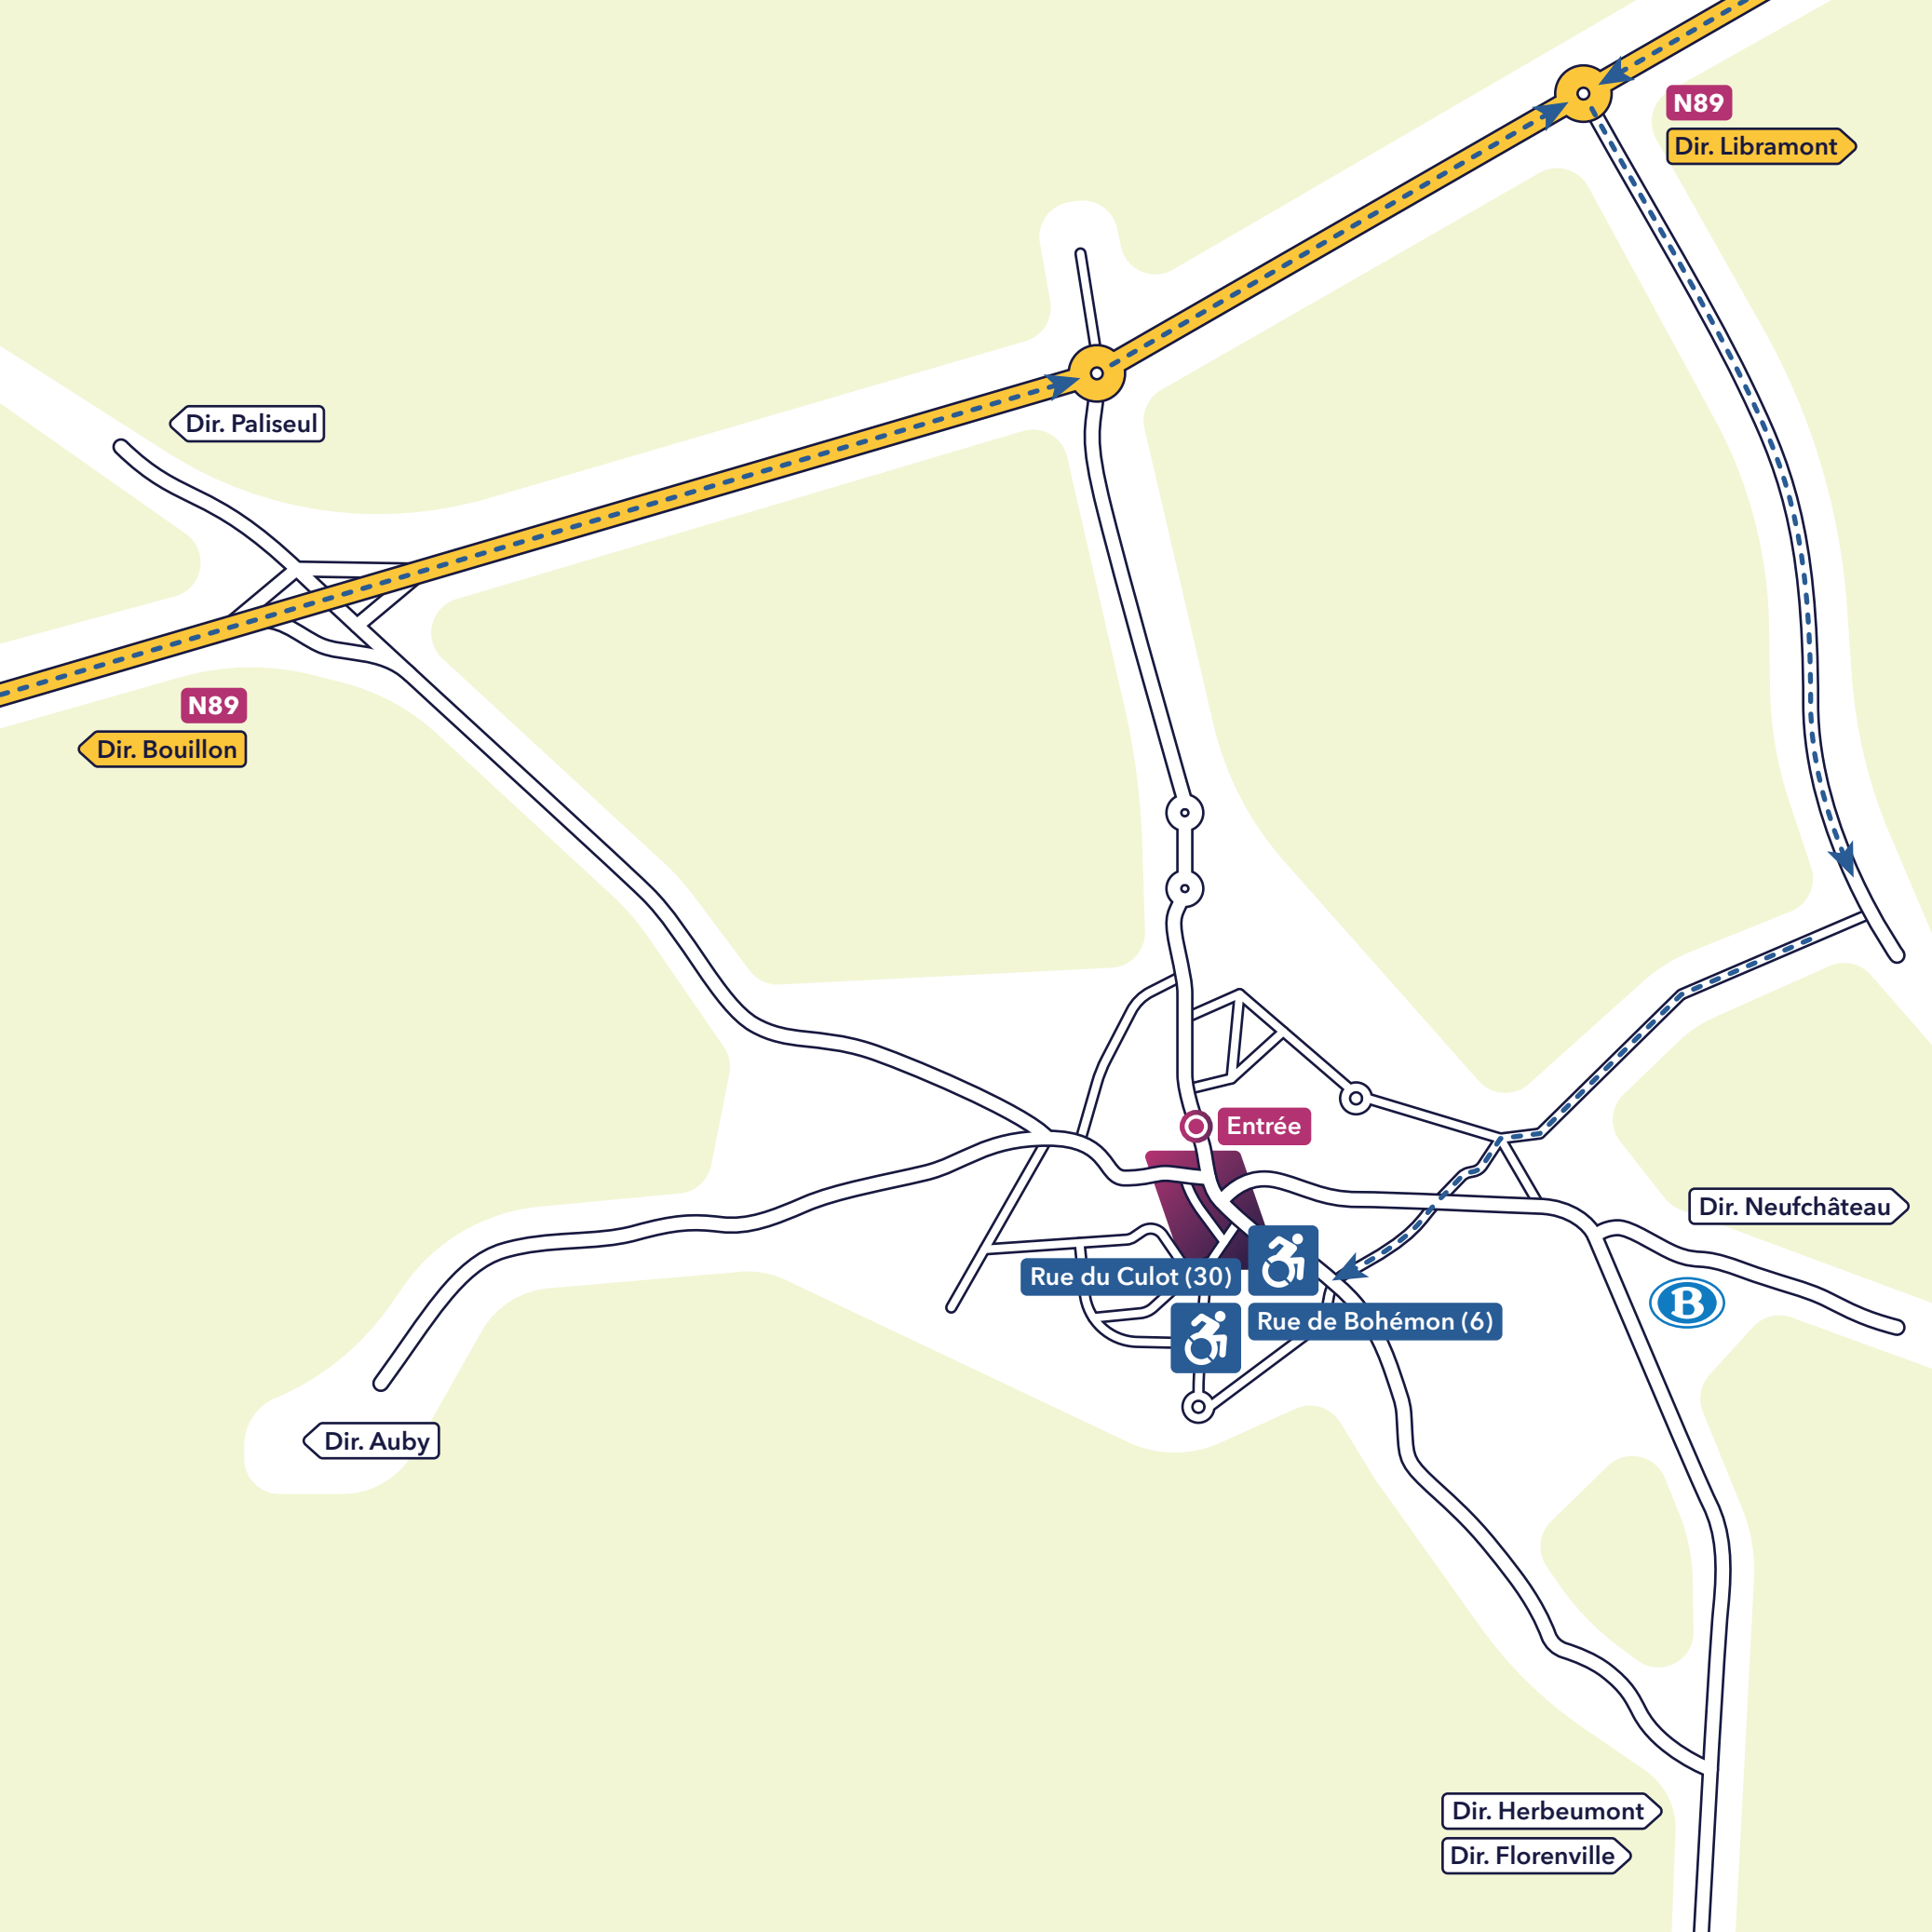 N89
Dir. Libramont
Dir. Paliseul
N89
Dir. Bouillon
Entrée
Dir. Neufchâteau
Rue du Culot (30)
B
Rue de Bohémon (6)
Dir. Auby
Dir. Herbeumont
Dir. Florenville